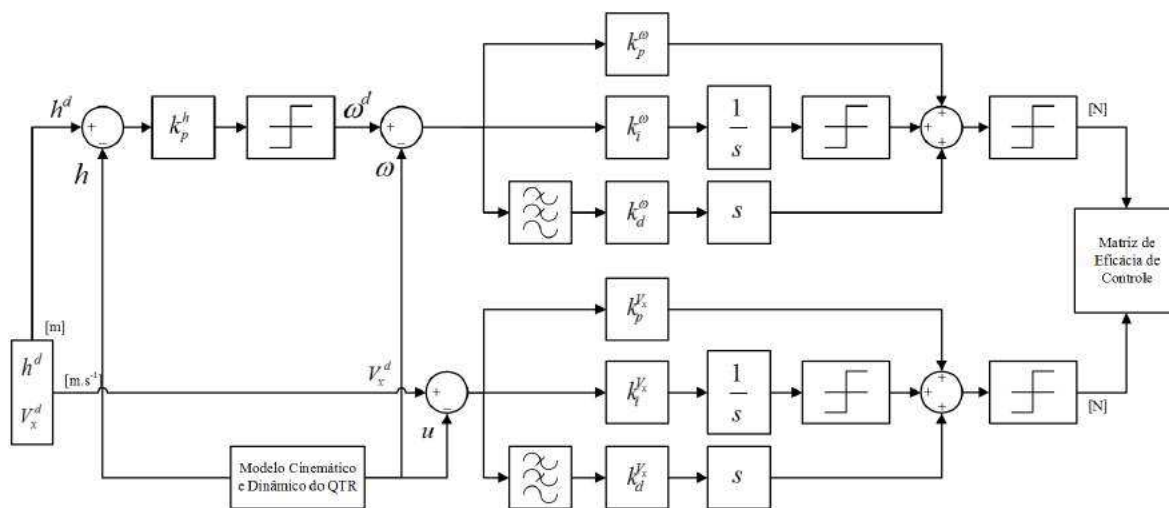 h^d
k_p^h
ω^d
h
ω
k_p^ω
k_i^ω
1/s
k_d^ω
s
+
−
+
−
+
+
+
[N]
Matriz de
Eficácia de
Controle
[m]
h^d
V_x^d
[m.s⁻¹]
V_x^d
+
−
u
k_p^{V_x}
k_i^{V_x}
1/s
k_d^{V_x}
s
+
+
+
[N]
Modelo Cinemático
e Dinâmico do QTR